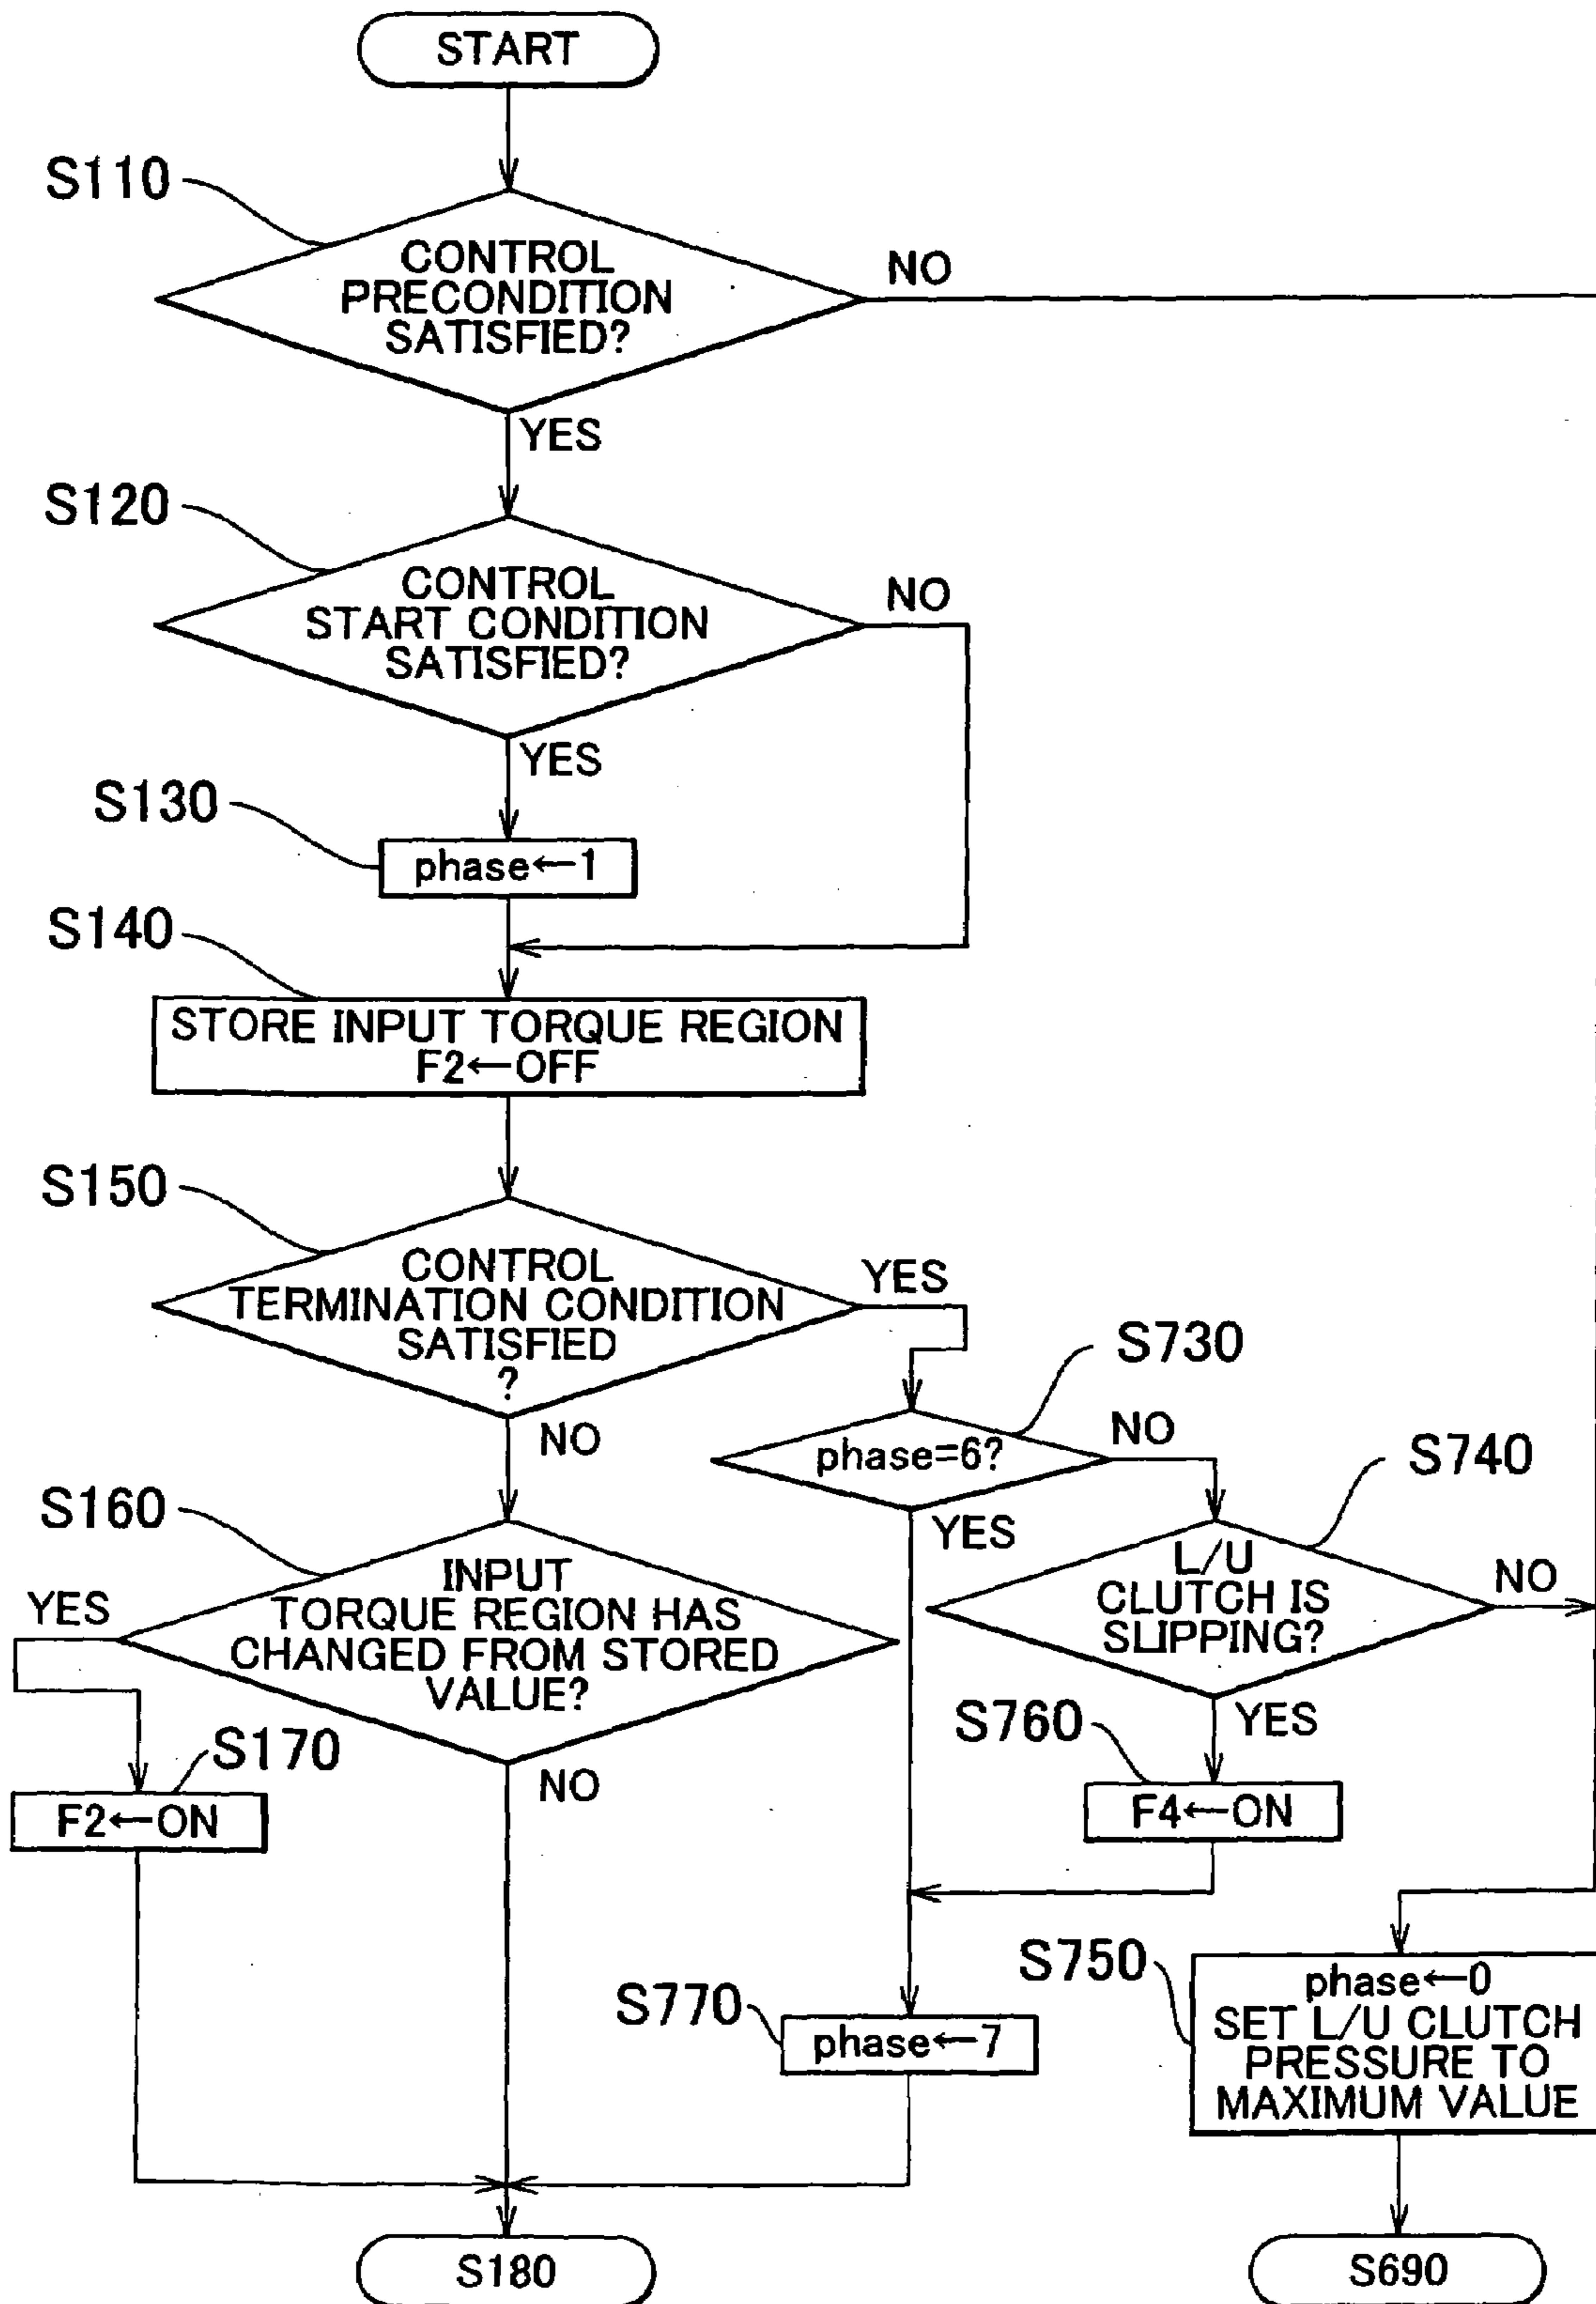 START
S110
CONTROL
PRECONDITION
SATISFIED?
NO
YES
S120
CONTROL
START CONDITION
SATISFIED?
NO
YES
S130
phase←1
S140
STORE INPUT TORQUE REGION
F2←OFF
S150
CONTROL
TERMINATION CONDITION
SATISFIED
?
YES
NO
S730
phase=6?
NO
YES
S740
L/U
CLUTCH IS
SLIPPING?
NO
YES
S160
INPUT
TORQUE REGION HAS
CHANGED FROM STORED
VALUE?
YES
NO
S170
F2←ON
S760
F4←ON
S770
phase←7
S750
phase←0
SET L/U CLUTCH
PRESSURE TO
MAXIMUM VALUE
S180
S690